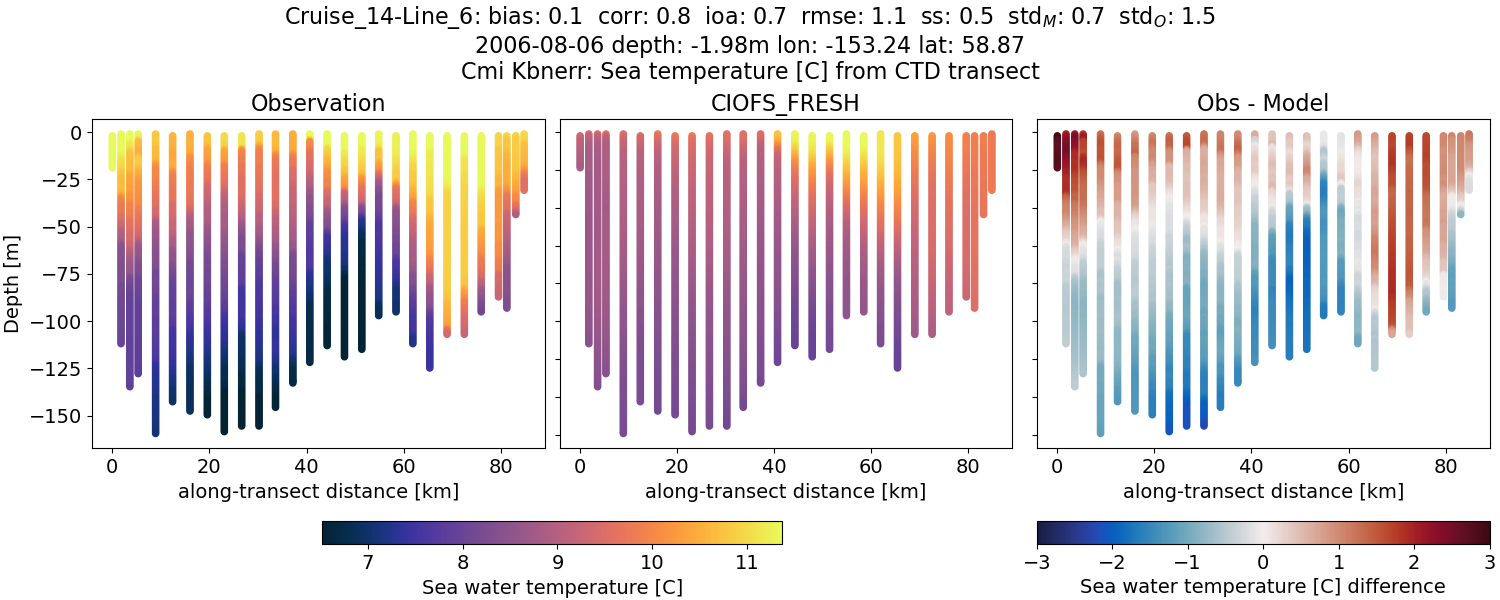 Cruise_14-Line_6: bias: 0.1 corr: 0.8 ioa: 0.7 rmse: 1.1 ss: 0.5 std_M: 0.7 std_O: 1.5
2006-08-06 depth: -1.98m lon: -153.24 lat: 58.87
Cmi Kbnerr: Sea temperature [C] from CTD transect
Observation
CIOFS_FRESH
Obs - Model
Depth [m]
0
−25
−50
−75
−100
−125
−150
0 20 40 60 80
0 20 40 60 80
0 20 40 60 80
along-transect distance [km]
along-transect distance [km]
along-transect distance [km]
7 8 9 10 11
Sea water temperature [C]
−3 −2 −1 0 1 2 3
Sea water temperature [C] difference